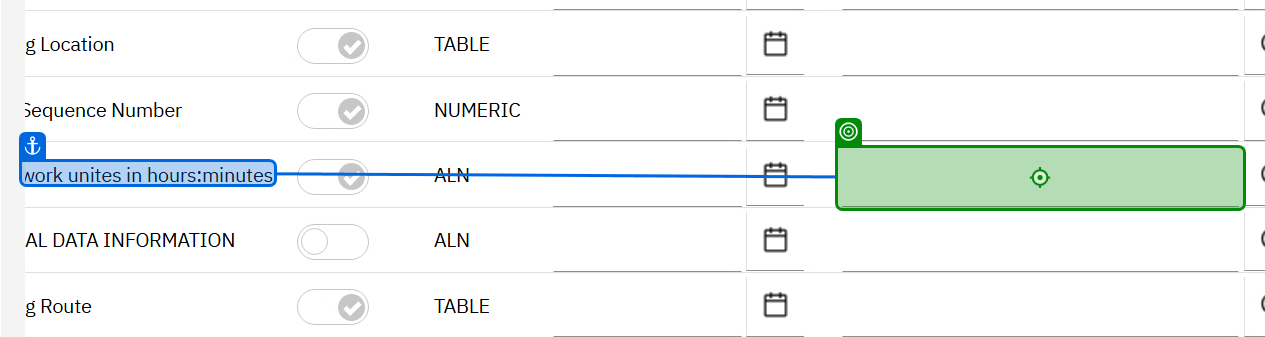 g Location TABLE
Sequence Number NUMERIC
work unites in hours:minutes ALN
AL DATA INFORMATION ALN
g Route TABLE